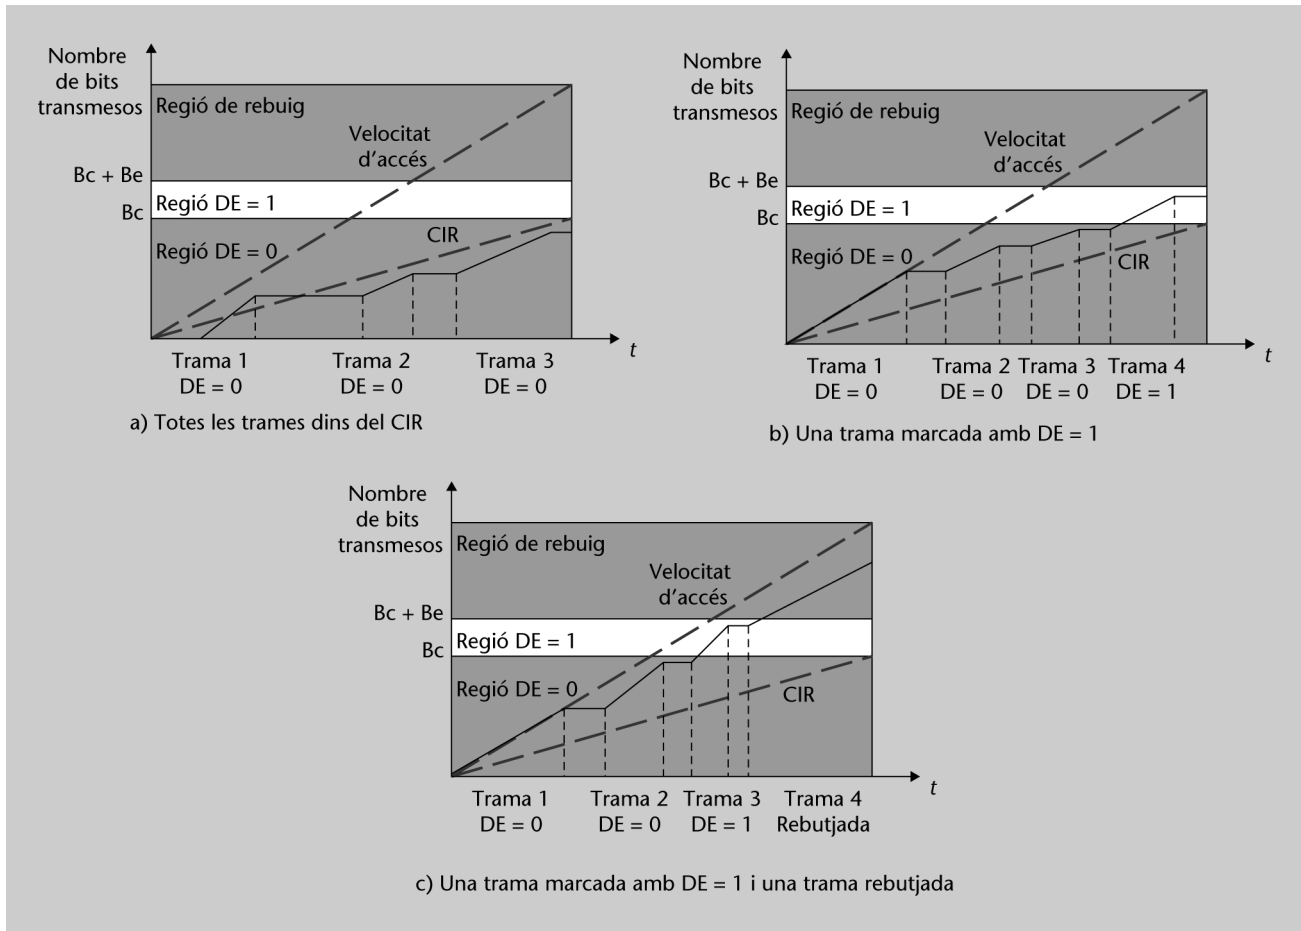 Nombre
de bits
transmesos
Regió de rebuig
Velocitat
d’accés
Bc + Be
Regió DE = 1
Bc
CIR
Regió DE = 0
t
Trama 1
DE = 0
Trama 2
DE = 0
Trama 3
DE = 0
a) Totes les trames dins del CIR
Nombre
de bits
transmesos
Regió de rebuig
Velocitat
d’accés
Bc + Be
Regió DE = 1
Bc
Regió DE = 0
CIR
t
Trama 1
DE = 0
Trama 2
DE = 0
Trama 3
DE = 0
Trama 4
DE = 1
b) Una trama marcada amb DE = 1
Nombre
de bits
transmesos
Regió de rebuig
Velocitat
d’accés
Bc + Be
Regió DE = 1
Bc
Regió DE = 0
CIR
t
Trama 1
DE = 0
Trama 2
DE = 0
Trama 3
DE = 1
Trama 4
Rebutjada
c) Una trama marcada amb DE = 1 i una trama rebutjada